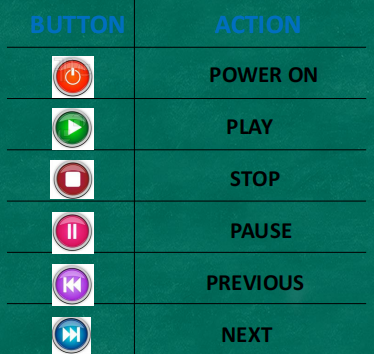 BUTTON ACTION
POWER ON
PLAY
STOP
PAUSE
PREVIOUS
NEXT